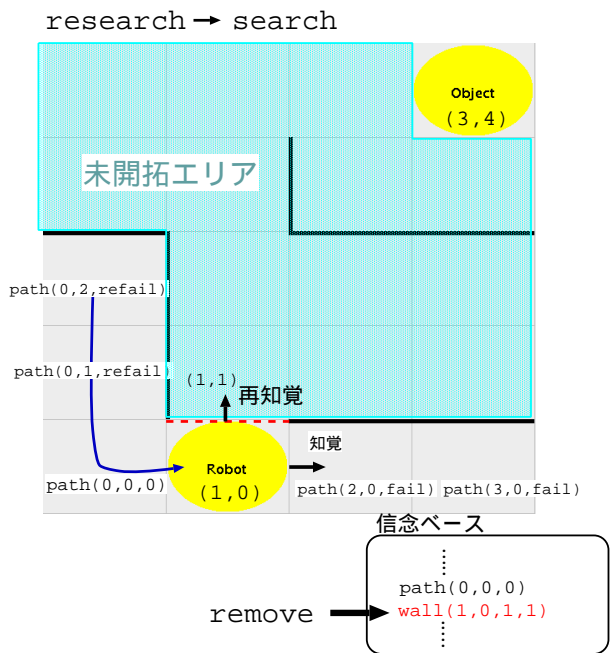 research → search
Object
(3,4)
未開拓エリア
path(0,2,refail)
path(0,1,refail)
(1,1)
再知覚
知覚
Robot
(1,0)
path(0,0,0)
path(2,0,fail)
path(3,0,fail)
信念ベース
path(0,0,0)
remove
wall(1,0,1,1)